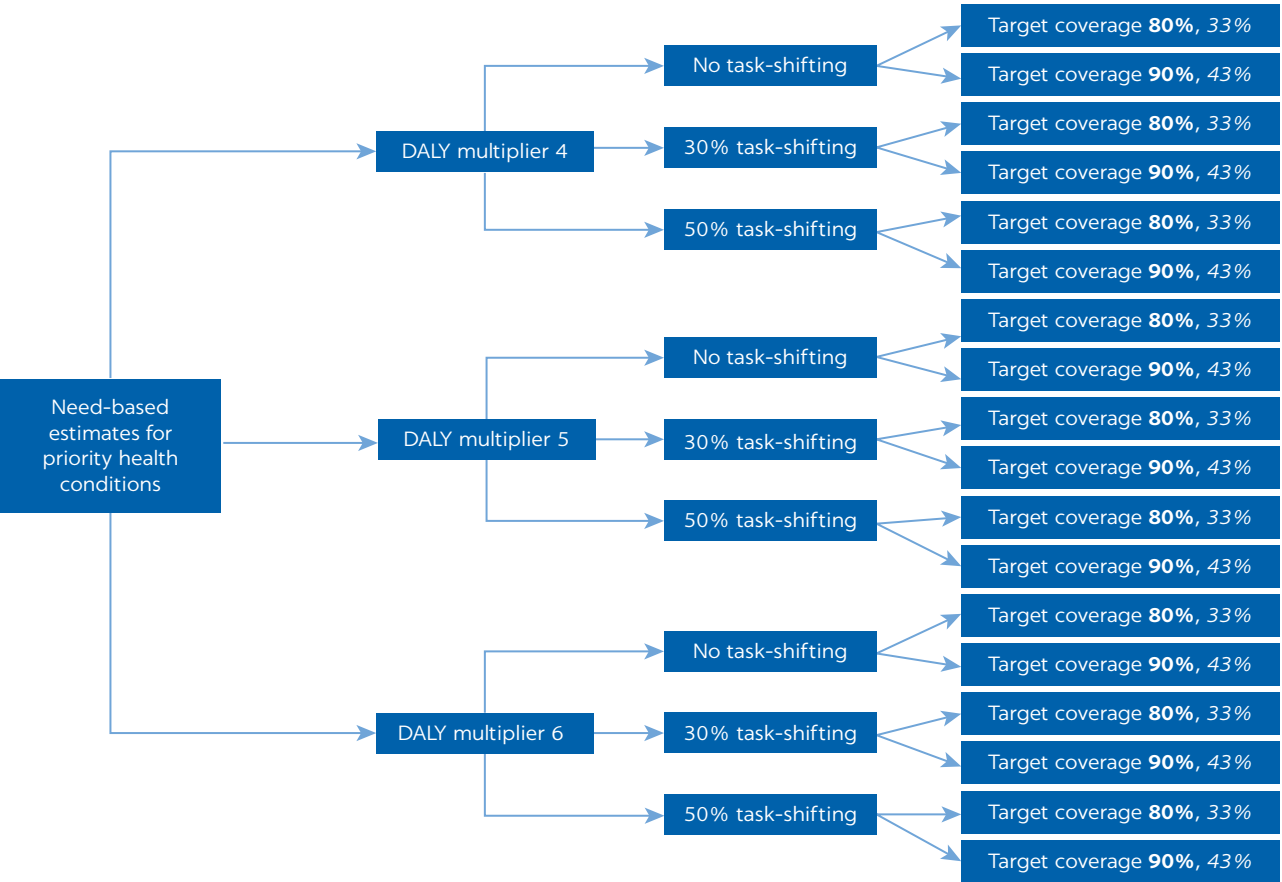 Need-based
estimates for
priority health
conditions
DALY multiplier 4
No task-shifting
Target coverage 80%, 33%
Target coverage 90%, 43%
30% task-shifting
Target coverage 80%, 33%
Target coverage 90%, 43%
50% task-shifting
Target coverage 80%, 33%
Target coverage 90%, 43%
DALY multiplier 5
No task-shifting
Target coverage 80%, 33%
Target coverage 90%, 43%
30% task-shifting
Target coverage 80%, 33%
Target coverage 90%, 43%
50% task-shifting
Target coverage 80%, 33%
Target coverage 90%, 43%
DALY multiplier 6
No task-shifting
Target coverage 80%, 33%
Target coverage 90%, 43%
30% task-shifting
Target coverage 80%, 33%
Target coverage 90%, 43%
50% task-shifting
Target coverage 80%, 33%
Target coverage 90%, 43%